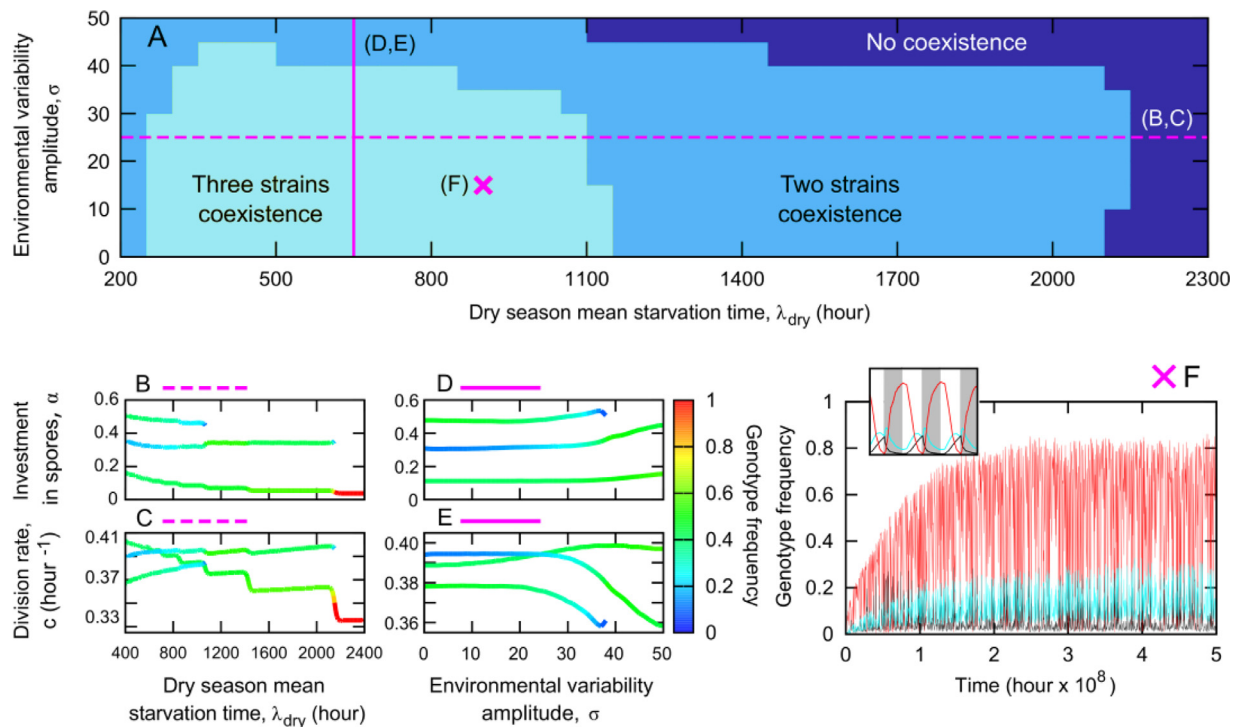 A
(D,E)
No coexistence
(B,C)
(F)
Three strains
coexistence
Two strains
coexistence
Environmental variability
amplitude, σ
50
40
30
20
10
0
200 500 800 1100 1400 1700 2000 2300
Dry season mean starvation time, λdry (hour)
B
Investment
in spores, α
0.6
0.4
0.2
0
C
Division rate,
c (hour -1)
0.41
0.37
0.33
400 800 1200 1600 2000 2400
Dry season mean
starvation time, λdry (hour)
D
0.6
0.4
0.2
0
E
0.40
0.38
0.36
0 10 20 30 40 50
Environmental variability
amplitude, σ
1
0.8
0.6
0.4
0.2
0
Genotype frequency
F
Genotype frequency
1
0.8
0.6
0.4
0.2
0
0 1 2 3 4 5
Time (hour x 10^8)